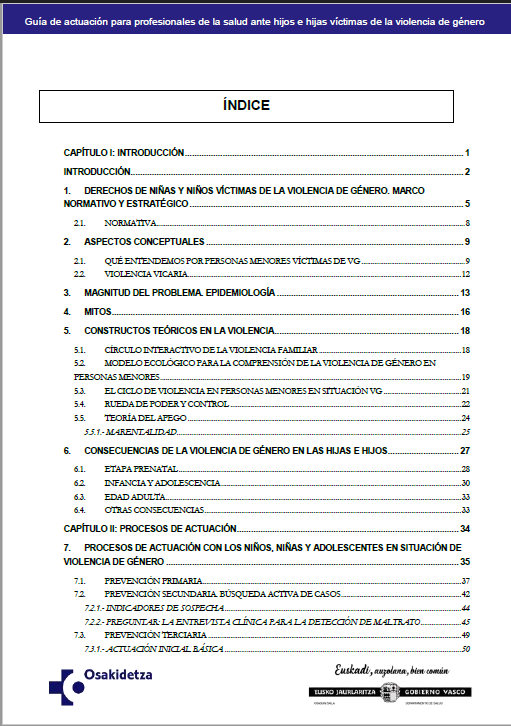 Guía de actuación para profesionales de la salud ante hijos e hijas víctimas de la violencia de género
ÍNDICE
CAPÍTULO I: INTRODUCCIÓN 1
INTRODUCCIÓN 2
1. DERECHOS DE NIÑAS Y NIÑOS VÍCTIMAS DE LA VIOLENCIA DE GÉNERO. MARCO
NORMATIVO Y ESTRATÉGICO 5
2.1. NORMATIVA 8
2. ASPECTOS CONCEPTUALES 9
2.1. QUÉ ENTENDEMOS POR PERSONAS MENORES VÍCTIMAS DE VG 9
2.2. VIOLENCIA VICARIA 12
3. MAGNITUD DEL PROBLEMA. EPIDEMIOLOGÍA 13
4. MITOS 16
5. CONSTRUCTOS TEÓRICOS EN LA VIOLENCIA 18
5.1. CÍRCULO INTERACTIVO DE LA VIOLENCIA FAMILIAR 18
5.2. MODELO ECOLÓGICO PARA LA COMPRENSIÓN DE LA VIOLENCIA DE GÉNERO EN
PERSONAS MENORES 19
5.3. EL CICLO DE VIOLENCIA EN PERSONAS MENORES EN SITUACIÓN VG 21
5.4. RUEDA DE PODER Y CONTROL 22
5.5. TEORÍA DEL APEGO 24
5.5.1.- MARENTALIDAD 25
6. CONSECUENCIAS DE LA VIOLENCIA DE GÉNERO EN LAS HIJAS E HIJOS 27
6.1. ETAPA PRENATAL 28
6.2. INFANCIA Y ADOLESCENCIA 30
6.3. EDAD ADULTA 33
6.4. OTRAS CONSECUENCIAS 33
CAPÍTULO II: PROCESOS DE ACTUACIÓN 34
7. PROCESOS DE ACTUACIÓN CON LOS NIÑOS, NIÑAS Y ADOLESCENTES EN SITUACIÓN DE
VIOLENCIA DE GÉNERO 35
7.1. PREVENCIÓN PRIMARIA 37
7.2. PREVENCIÓN SECUNDARIA. BÚSQUEDA ACTIVA DE CASOS 42
7.2.1.- INDICADORES DE SOSPECHA 44
7.2.2.- PREGUNTAR: LA ENTREVISTA CLÍNICA PARA LA DETECCIÓN DE MALTRATO 45
7.3. PREVENCIÓN TERCIARIA 49
7.3.1.- ACTUACIÓN INICIAL BÁSICA 50
Osakidetza
Euskadi, auzolana, bien común
EUSKO JAURLARITZA GOBIERNO VASCO
OSASUN SAILA DEPARTAMENTO DE SALUD